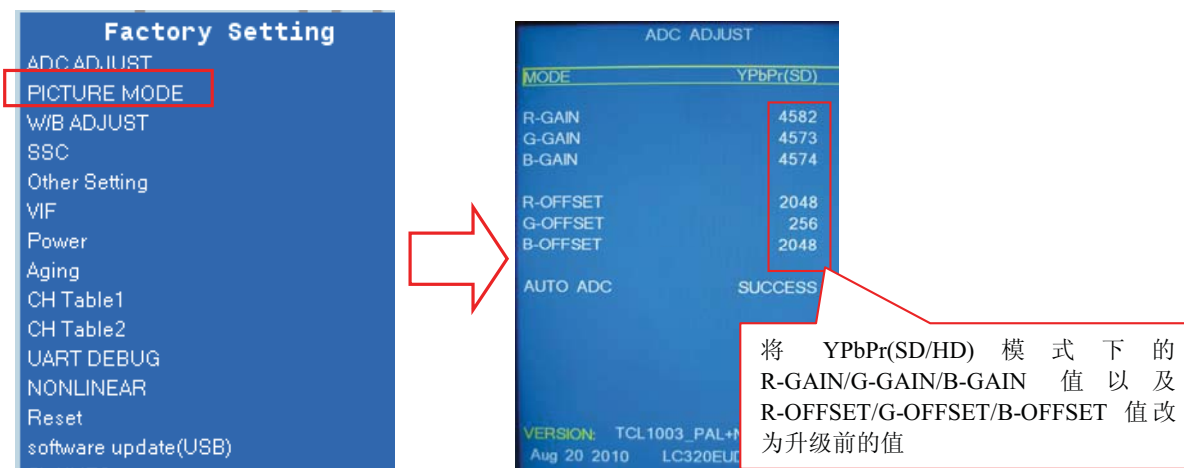 Factory Setting
ADC ADJUST
PICTURE MODE
W/B ADJUST
SSC
Other Setting
VIF
Power
Aging
CH Table1
CH Table2
UART DEBUG
NONLINEAR
Reset
software update(USB)
ADC ADJUST
MODE YPbPr(SD)
R-GAIN 4582
G-GAIN 4573
B-GAIN 4574
R-OFFSET 2048
G-OFFSET 256
B-OFFSET 2048
AUTO ADC SUCCESS
VERSION: TCL1003_PAL+
Aug 20 2010 LC320EU
将 YPbPr(SD/HD) 模式下的
R-GAIN/G-GAIN/B-GAIN 值以及
R-OFFSET/G-OFFSET/B-OFFSET 值改
为升级前的值